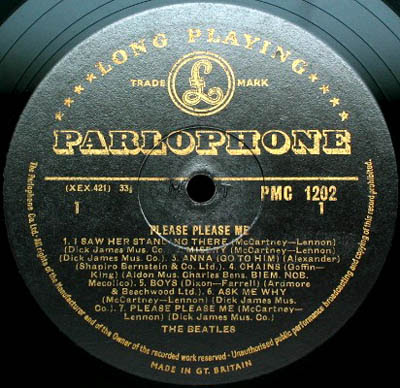 LONG PLAYING
TRADE MARK
£
PARLOPHONE
(XEX.421) 33⅓
PMC 1202
1
1
PLEASE PLEASE ME
1. I SAW HER STANDING THERE (McCartney—Lennon)
(Dick James Mus. Co.) 2. MISERY (McCartney—Lennon)
(Dick James Mus. Co.) 3. ANNA (GO TO HIM) (Alexander)
(Shapiro Bernstein & Co. Ltd.) 4. CHAINS (Goffin—
King) (Aldon Mus. Charles Bens. BIEM. NOB.
Mecolico). 5. BOYS (Dixon—Farrell) (Ardmore
& Beechwood Ltd.) 6. ASK ME WHY
(McCartney—Lennon) (Dick James Mus.
Co.) 7. PLEASE PLEASE ME (McCartney—
Lennon) (Dick James Mus. Co.)
THE BEATLES
The Parlophone Co. Ltd. All rights of the Manufacturer and of the Owner of the recorded work reserved · Unauthorised public performance broadcasting and copying of this record prohibited.
MADE IN GT. BRITAIN